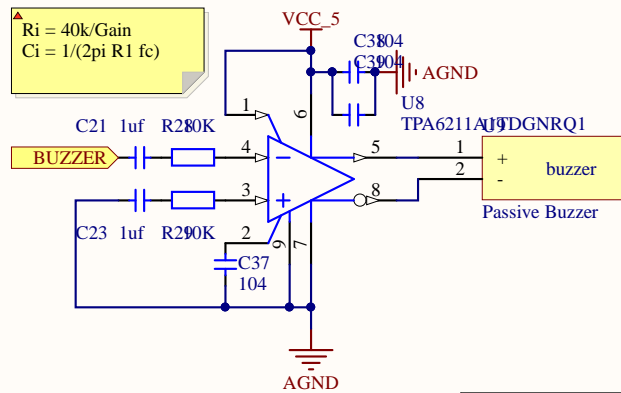 Ri = 40k/Gain
Ci = 1/(2pi R1 fc)
VCC_5
C38 104
C39 104
AGND
U8
TPA6211A1TDGNRQ1
1
6
C21 1uf R28 10K
U9
BUZZER
4
5
1
+
buzzer
2
-
3
8
C23 1uf R29 10K
Passive Buzzer
2
9
7
C37
104
AGND